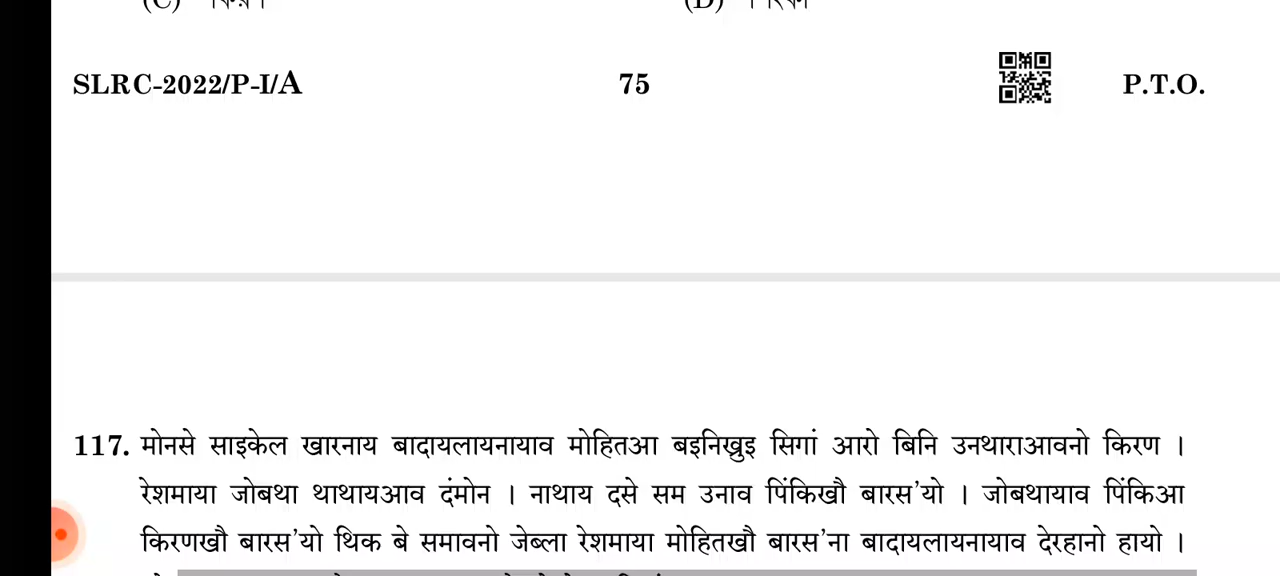 (C) किरण (D) पिंकी
SLRC-2022/P-I/A 75 P.T.O.
117. मोनसे साइकेल खारनाय बादायलायनायाव मोहितआ बइनिख्रुइ सिगां आरो बिनि उनथाराआवनो किरण ।
रेशमाया जोबथा थाथायआव दंमोन । नाथाय दसे सम उनाव पिंकिखौ बारस’यो । जोबथायाव पिंकिआ
किरणखौ बारस’यो थिक बे समावनो जेब्ला रेशमाया मोहितखौ बारस’ना बादायलायनायाव देरहानो हायो ।